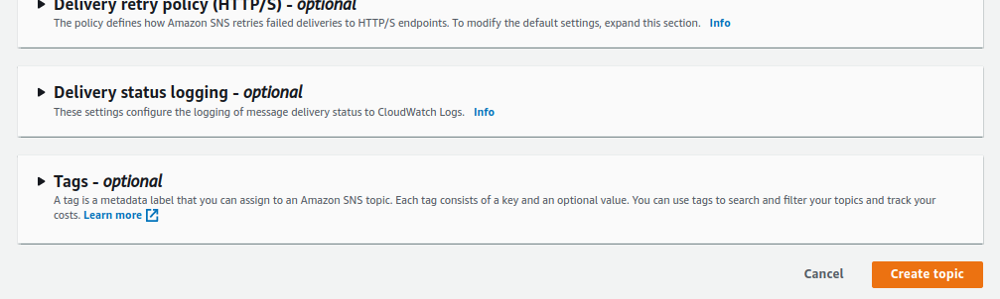 Delivery retry policy (HTTP/S) - optional
The policy defines how Amazon SNS retries failed deliveries to HTTP/S endpoints. To modify the default settings, expand this section. Info
Delivery status logging - optional
These settings configure the logging of message delivery status to CloudWatch Logs. Info
Tags - optional
A tag is a metadata label that you can assign to an Amazon SNS topic. Each tag consists of a key and an optional value. You can use tags to search and filter your topics and track your
costs. Learn more
Cancel Create topic